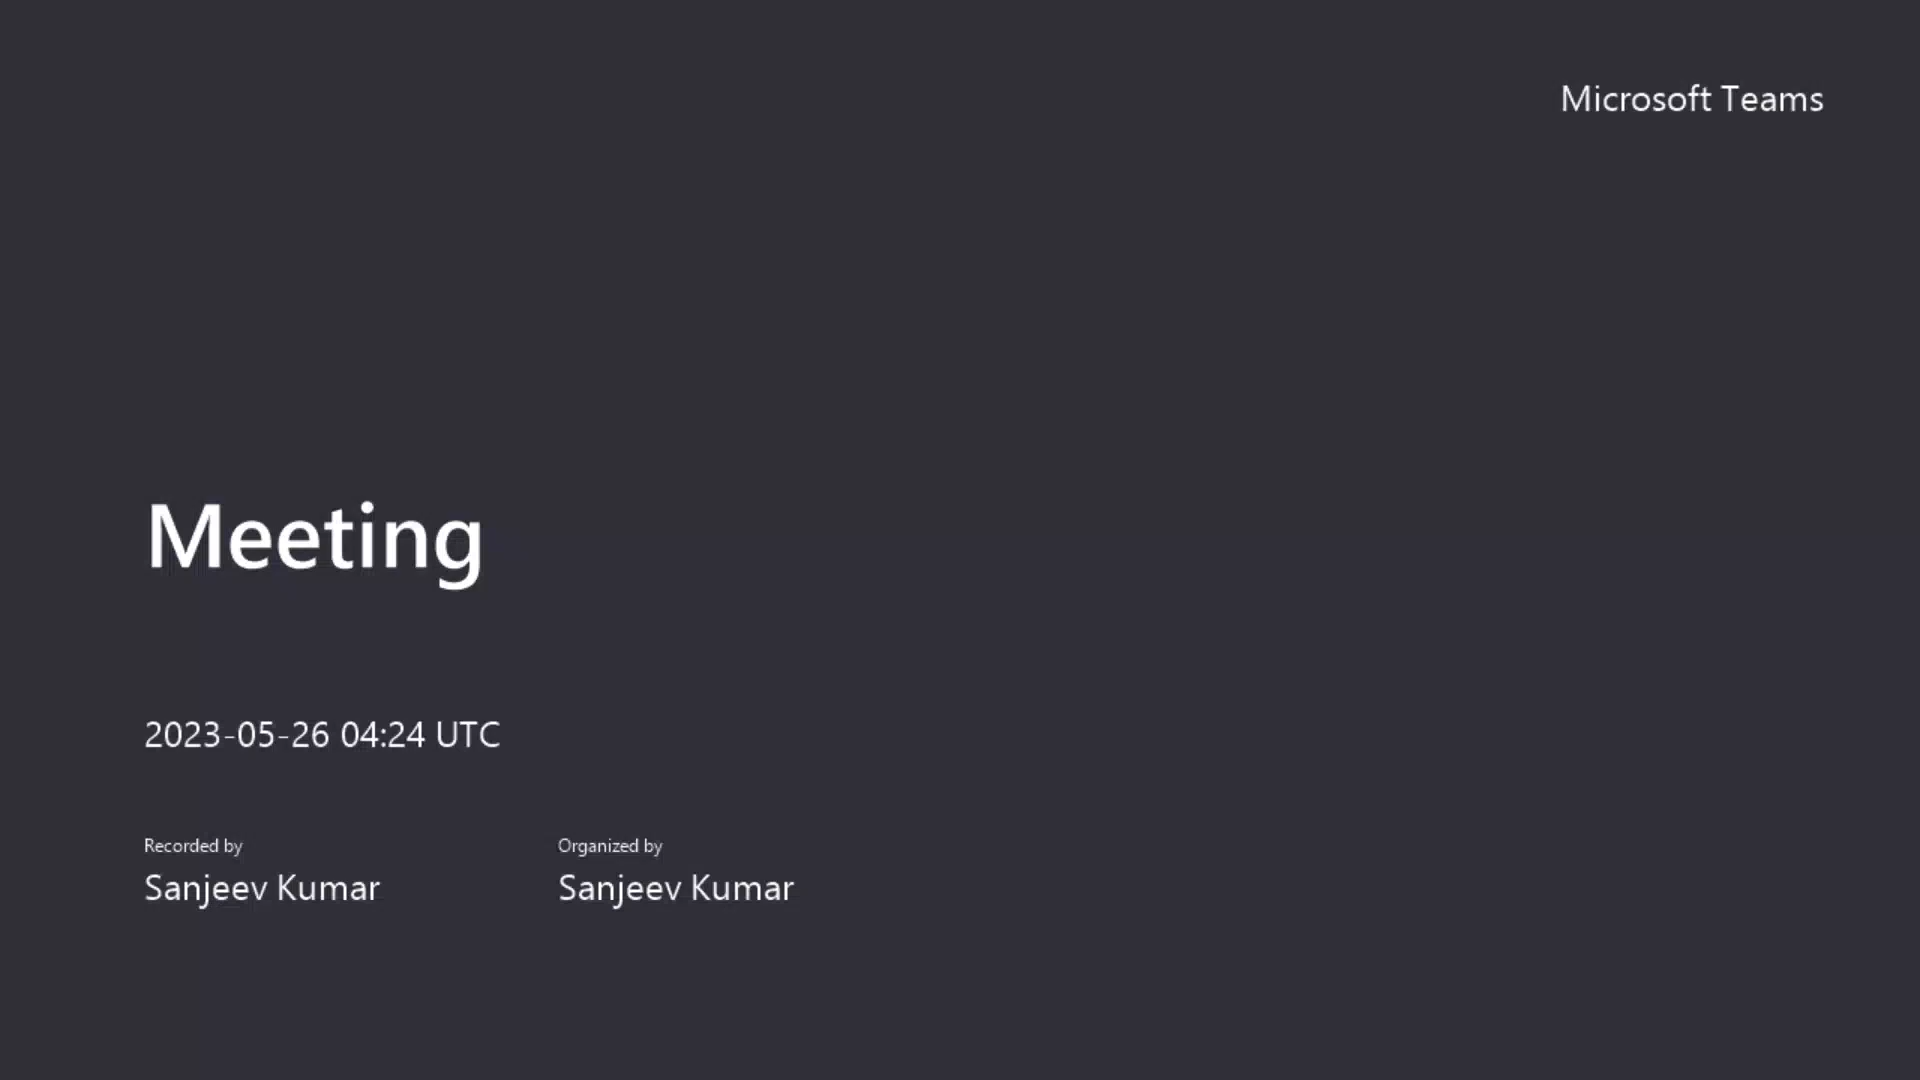 Microsoft Teams
Meeting
2023-05-26 04:24 UTC
Recorded by
Sanjeev Kumar
Organized by
Sanjeev Kumar